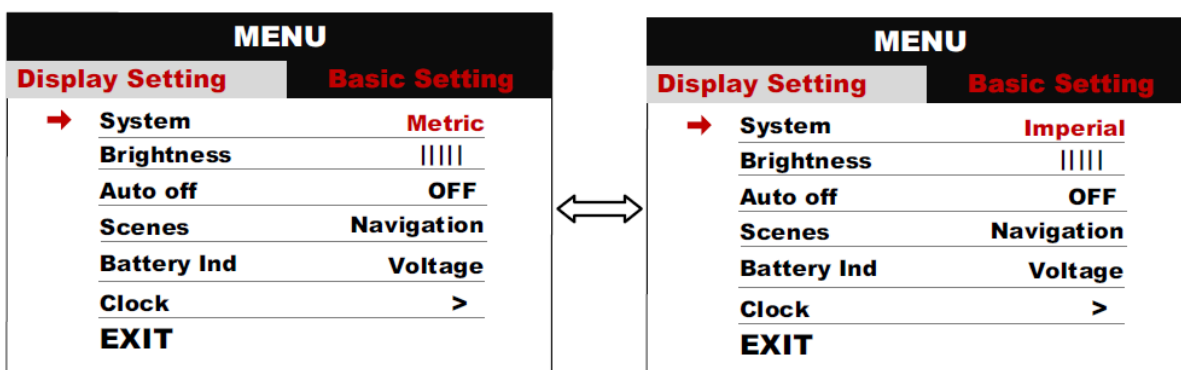 MENU
Display Setting Basic Setting
System Metric
Brightness |||||
Auto off OFF
Scenes Navigation
Battery Ind Voltage
Clock >
EXIT
MENU
Display Setting Basic Setting
System Imperial
Brightness |||||
Auto off OFF
Scenes Navigation
Battery Ind Voltage
Clock >
EXIT